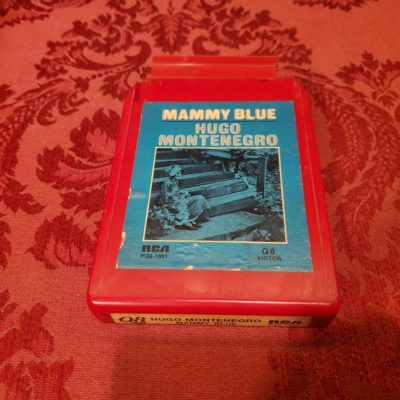 MAMMY BLUE
HUGO
MONTENEGRO
RCA
PQ8-1861
Q8
VICTOR
Q8 HUGO MONTENEGRO RCA
MAMMY BLUE